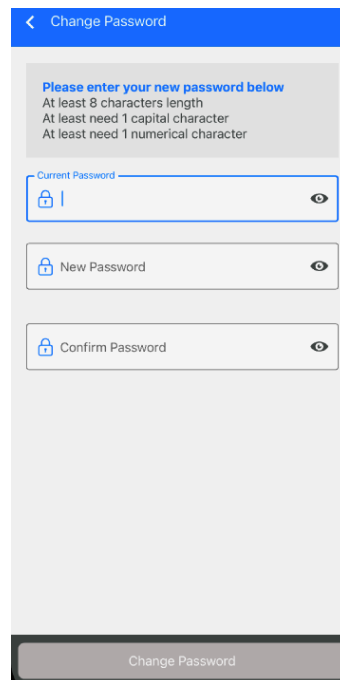 Change Password
Please enter your new password below
At least 8 characters length
At least need 1 capital character
At least need 1 numerical character
Current Password
New Password
Confirm Password
Change Password